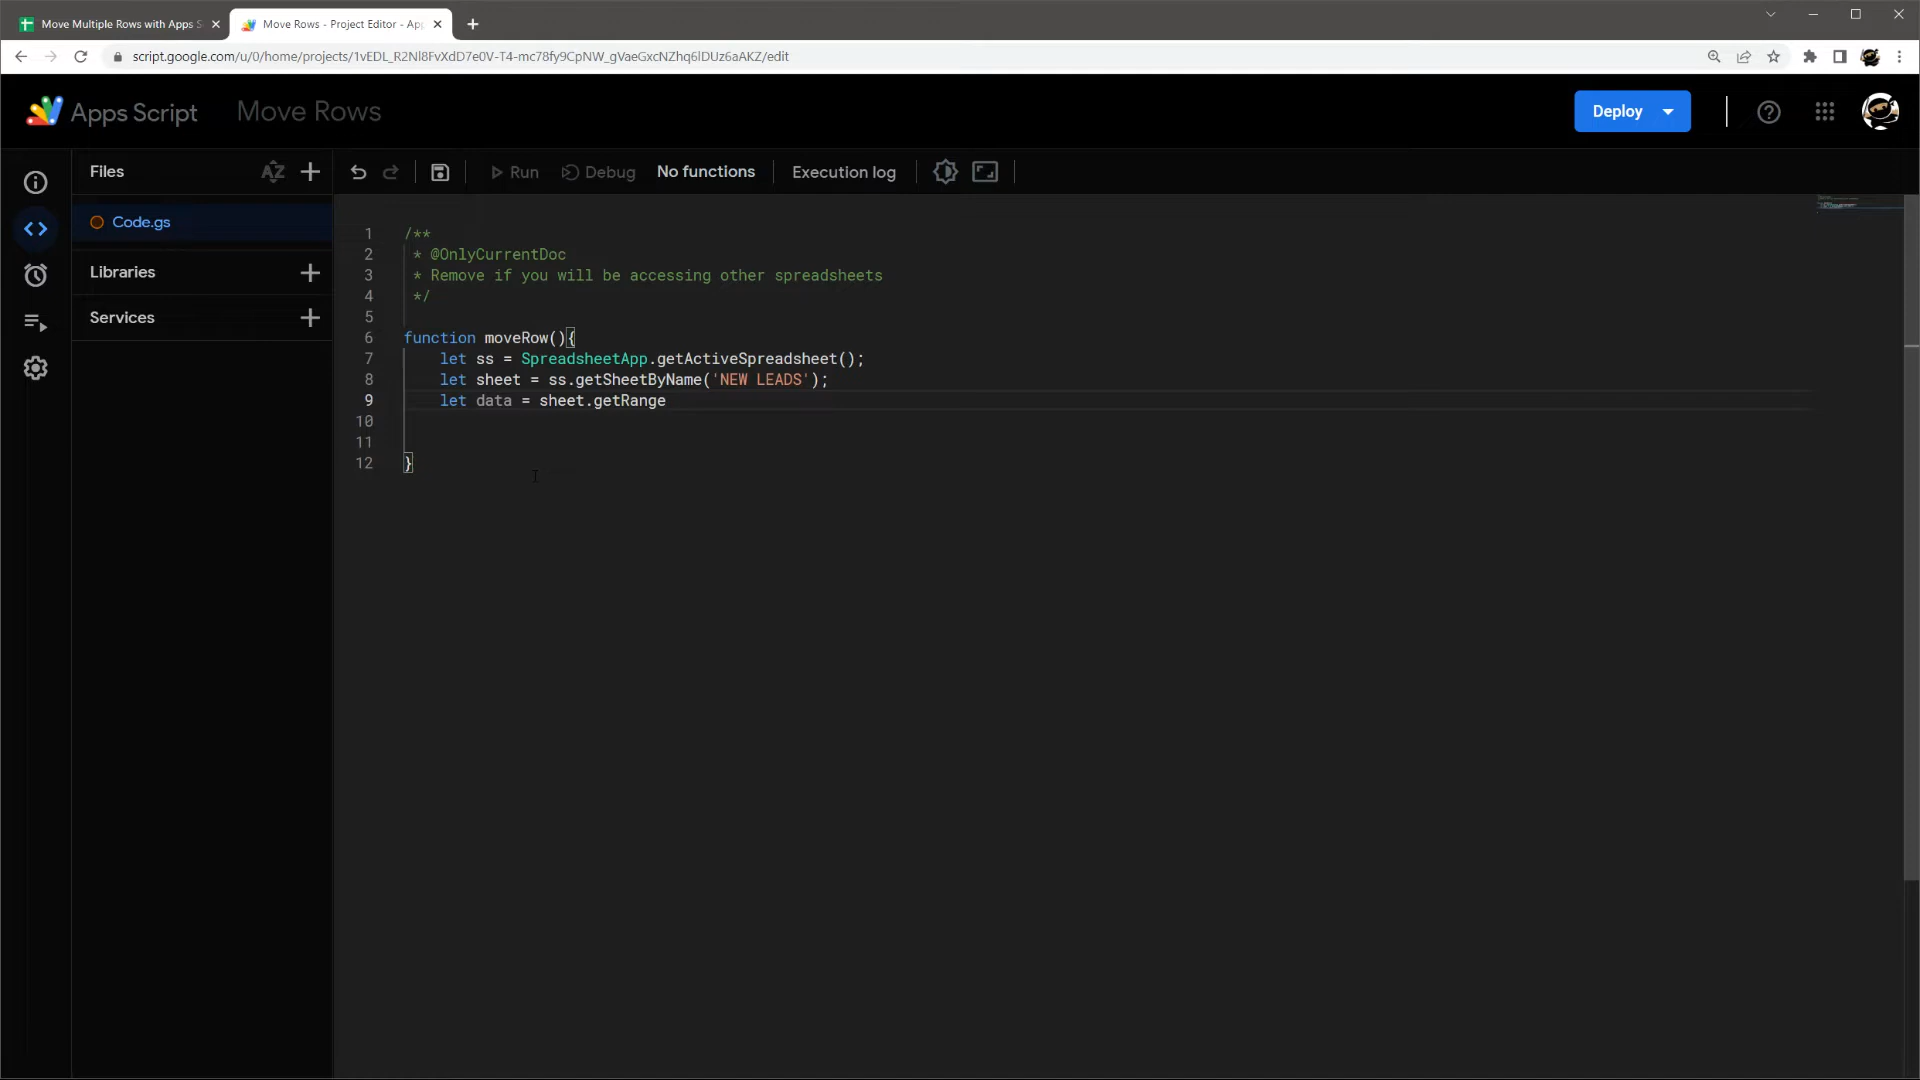 Move Multiple Rows with Apps S
Move Rows - Project Editor - App
script.google.com/u/0/home/projects/1vEDL_R2Nl8FvXdD7e0V-T4-mc78fy9CpNW_gVaeGxcNZhq6lDUz6aAKZ/edit
Apps Script
Move Rows
Deploy
Files
AZ
Run
Debug
No functions
Execution log
Code.gs
Libraries
Services
1 /**
2 * @OnlyCurrentDoc
3 * Remove if you will be accessing other spreadsheets
4 */
5
6 function moveRow(){
7 let ss = SpreadsheetApp.getActiveSpreadsheet();
8 let sheet = ss.getSheetByName('NEW LEADS');
9 let data = sheet.getRange
10
11
12 }